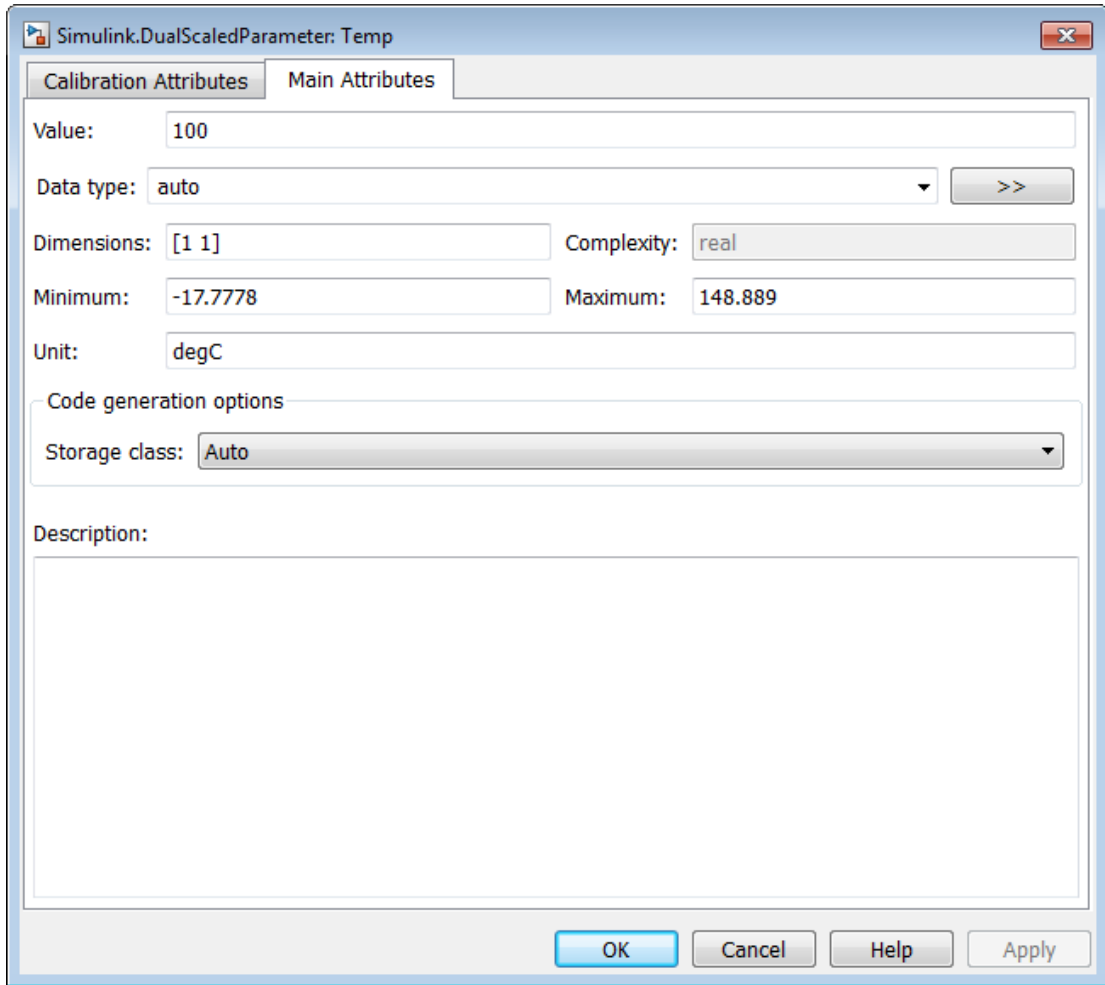 Simulink.DualScaledParameter: Temp
Calibration Attributes Main Attributes
Value: 100
Data type: auto >>
Dimensions: [1 1] Complexity: real
Minimum: -17.7778 Maximum: 148.889
Unit: degC
Code generation options
Storage class: Auto
Description:
OK Cancel Help Apply